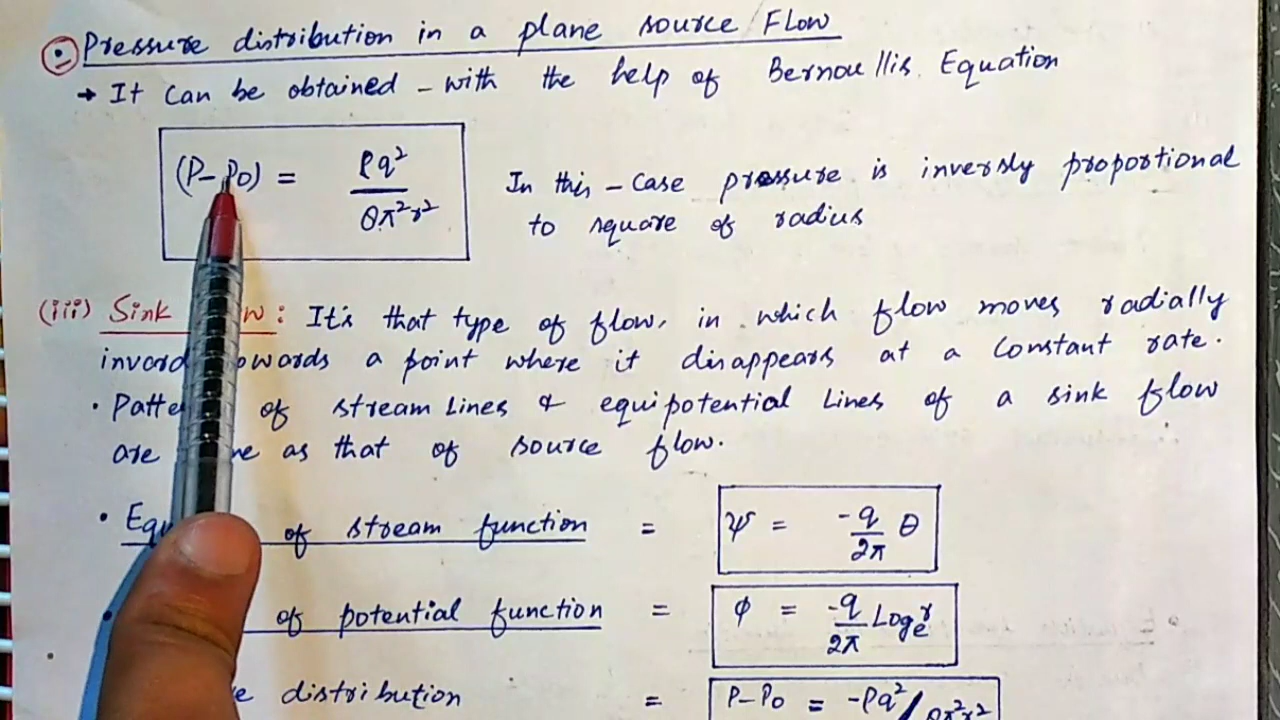 Pressure distribution in a plane source Flow
→ It can be obtained - with the help of Bernoullis. Equation
(P-P0) = ρq² / 8π²r²
In this - case pressure is inversly proportional
to square of radius
(iii) Sink : It's that type of flow, in which flow moves radially
inward a point where it disappears at a constant rate.
• of stream lines & equipotential lines of a sink flow
are as that of source flow.
• of stream function = ψ = -q/2π θ
of potential function = φ = -q/2π Loge r
distribution = P-P0 = -ρq²/8π²r²